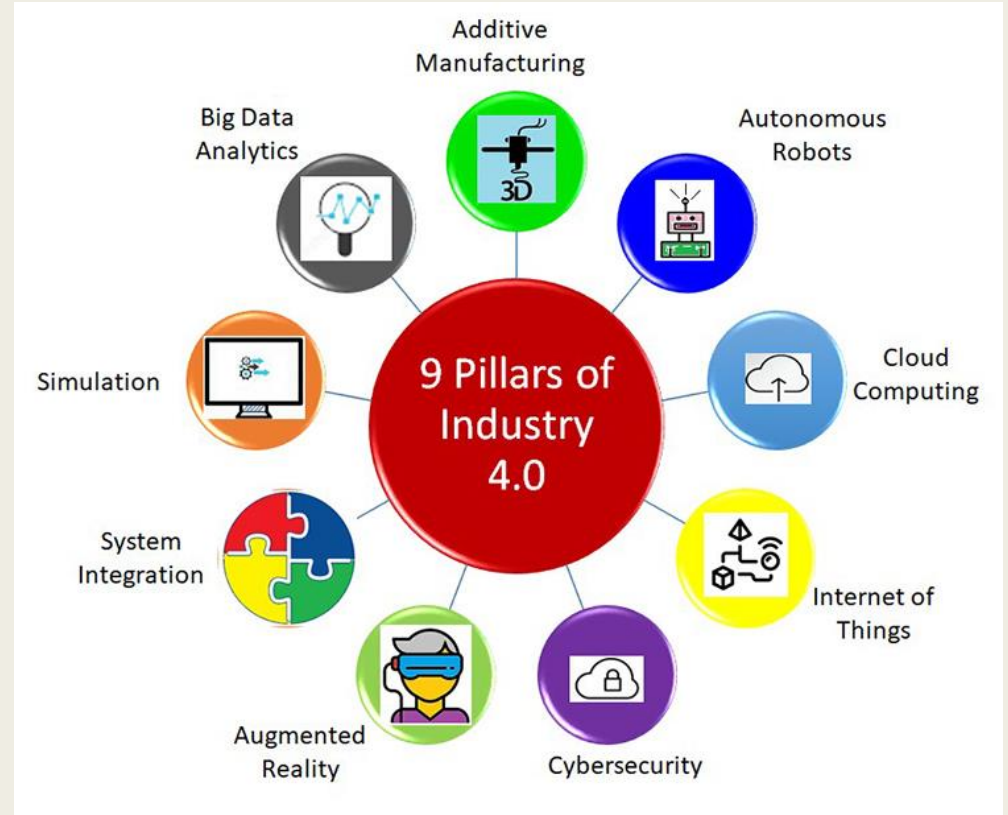 Additive
Manufacturing
Big Data
Analytics
Autonomous
Robots
3D
Simulation
9 Pillars of
Industry
4.0
Cloud
Computing
System
Integration
Internet of
Things
Augmented
Reality
Cybersecurity